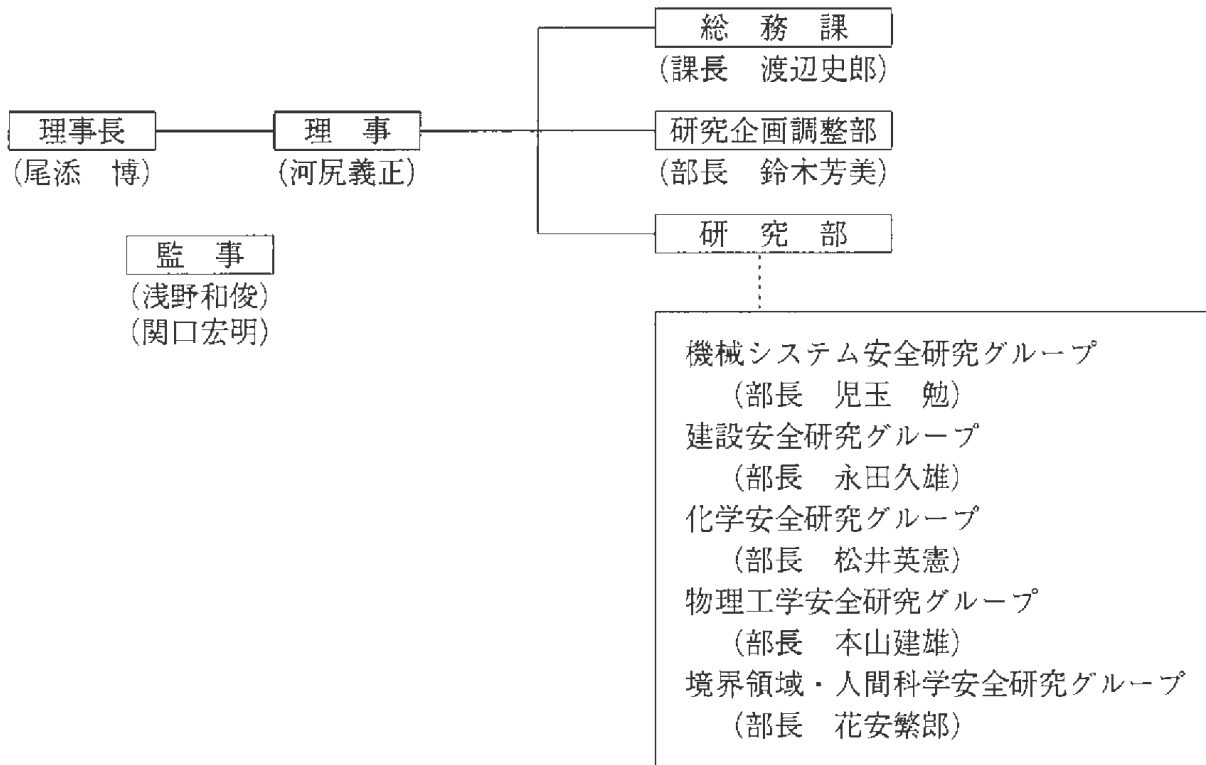 総務課
(課長 渡辺史郎)
理事長
(尾添 博)
理事
(河尻義正)
研究企画調整部
(部長 鈴木芳美)
監事
(浅野和俊)
(関口宏明)
研究部
機械システム安全研究グループ
(部長 児玉 勉)
建設安全研究グループ
(部長 永田久雄)
化学安全研究グループ
(部長 松井英憲)
物理工学安全研究グループ
(部長 本山建雄)
境界領域・人間科学安全研究グループ
(部長 花安繁郎)